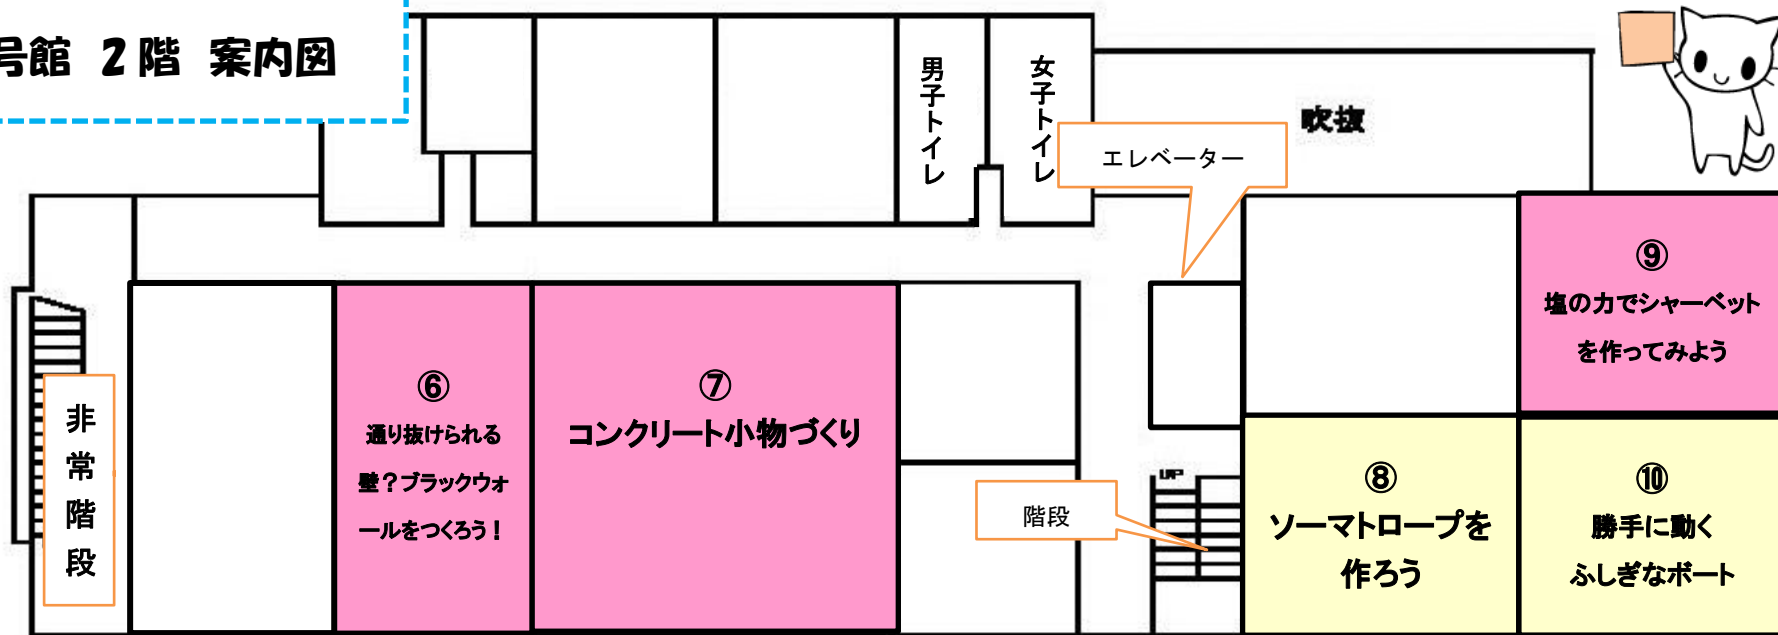 号館 2階 案内図
男子トイレ
女子トイレ
吹抜
エレベーター
⑨
塩の力でシャーベット
を作ってみよう
⑥
通り抜けられる
壁？ブラックウォ
ールをつくろう！
⑦
コンクリート小物づくり
非常階段
UP
階段
⑧
ソーマトロープを
作ろう
⑩
勝手に動く
ふしぎなボート